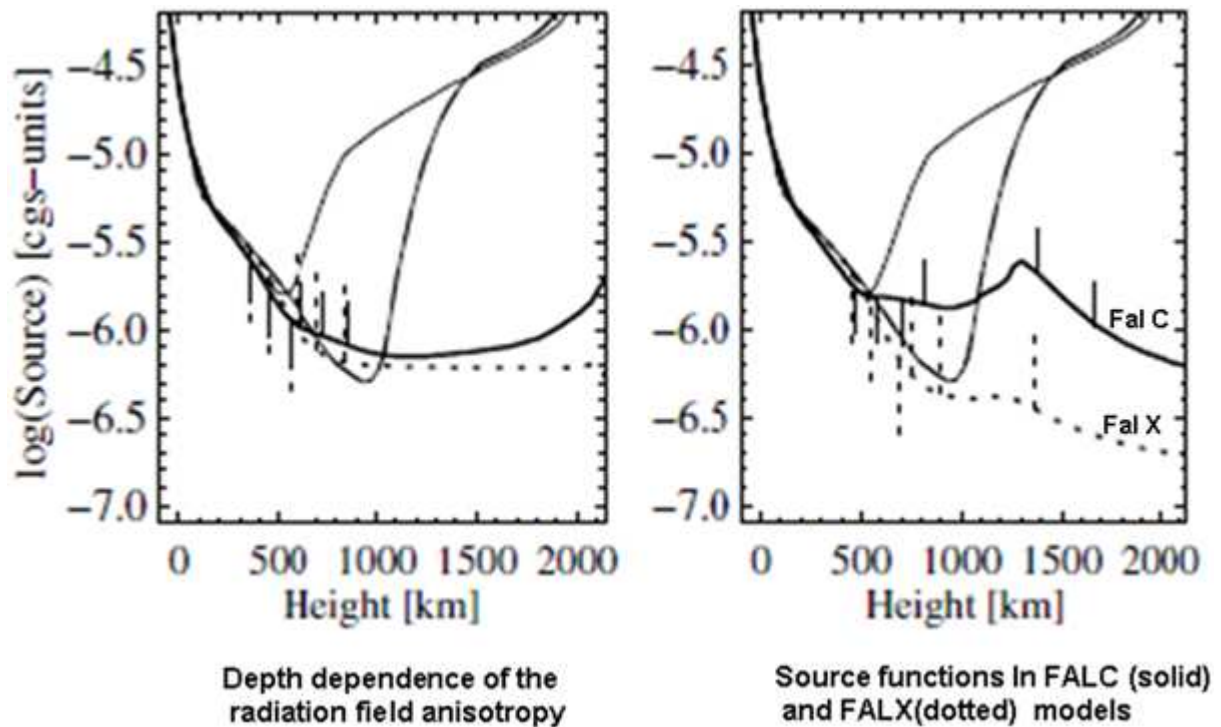 log(Source) [cgs−units]
−4.5
−5.0
−5.5
−6.0
−6.5
−7.0
0 500 1000 1500 2000
Height [km]
Depth dependence of the
radiation field anisotropy
−4.5
−5.0
−5.5
−6.0
−6.5
−7.0
Fal C
Fal X
0 500 1000 1500 2000
Height [km]
Source functions In FALC (solid)
and FALX(dotted) models